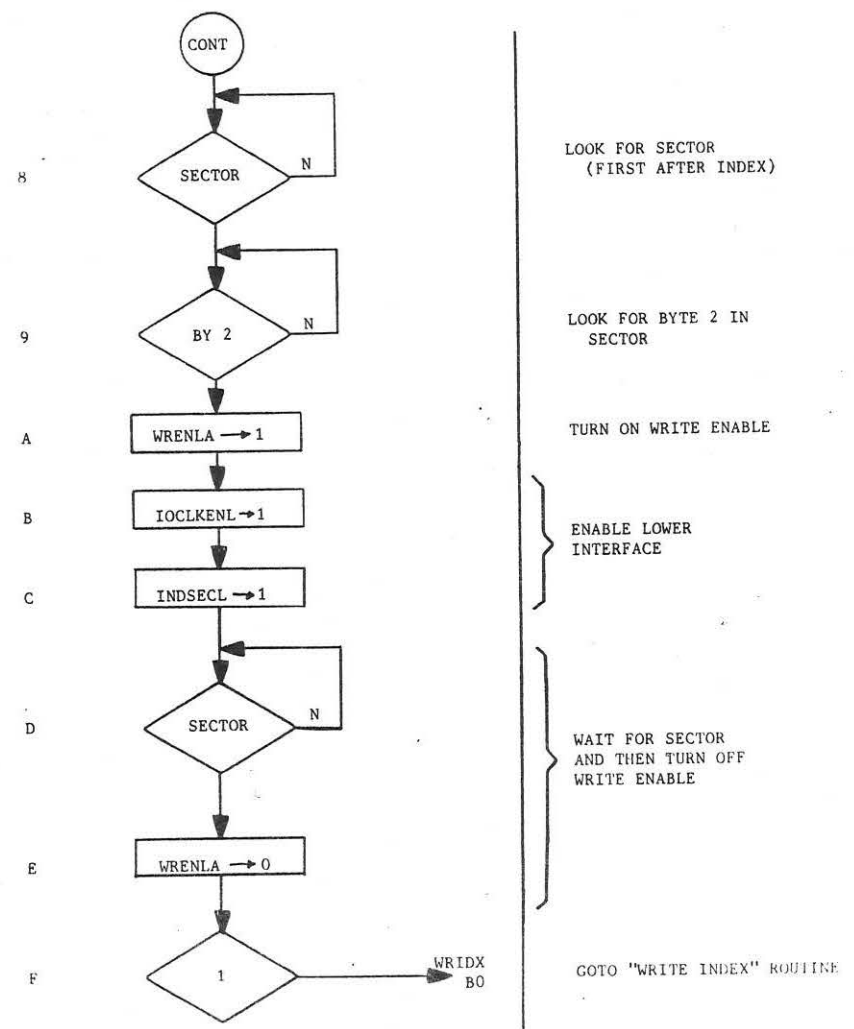 CONT
8
SECTOR
N
LOOK FOR SECTOR
(FIRST AFTER INDEX)
9
BY 2
N
LOOK FOR BYTE 2 IN
SECTOR
A
WRENLA → 1
TURN ON WRITE ENABLE
B
IOCLKENL → 1
ENABLE LOWER
INTERFACE
C
INDSECL → 1
D
SECTOR
N
WAIT FOR SECTOR
AND THEN TURN OFF
WRITE ENABLE
E
WRENLA → 0
F
1
WRIDX
B0
GOTO "WRITE INDEX" ROUTINE